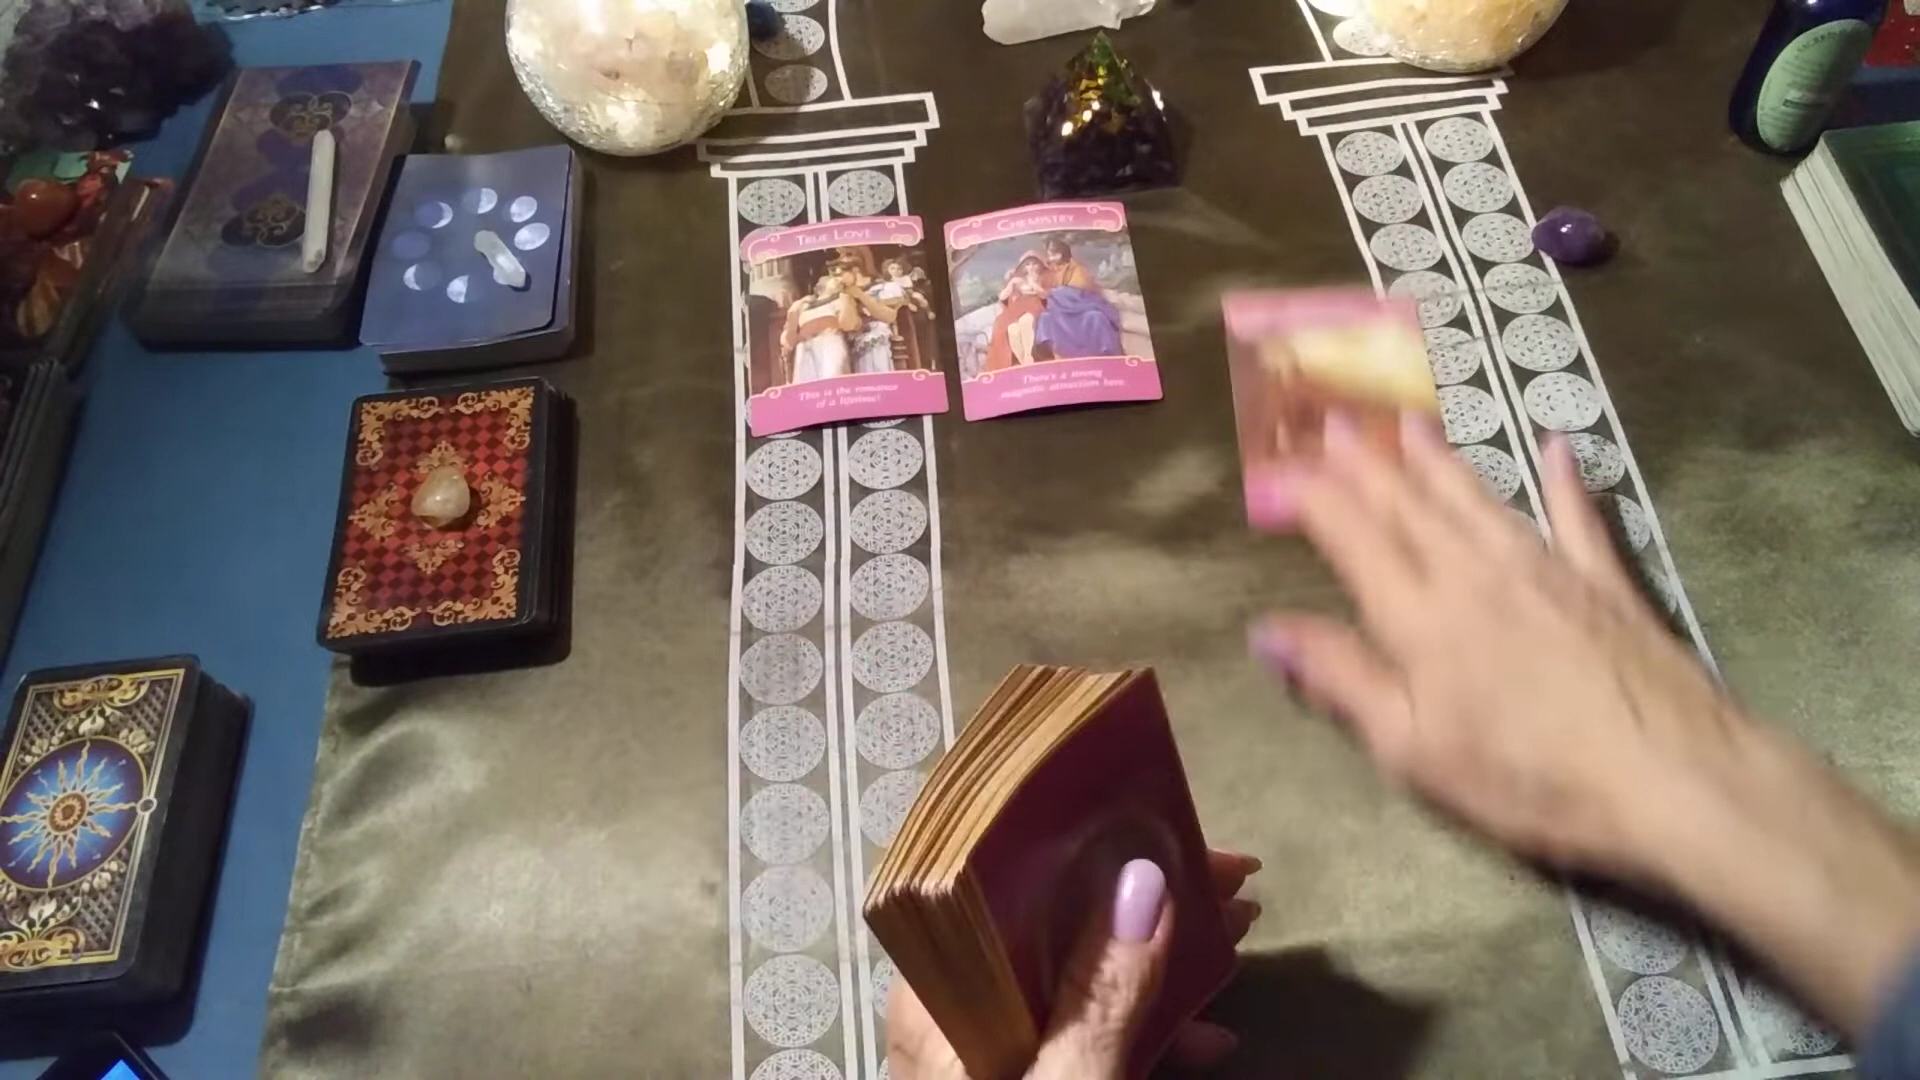 TRUE LOVE
This is the romance
of a lifetime!
CHEMISTRY
There's a strong
magnetic attraction here.